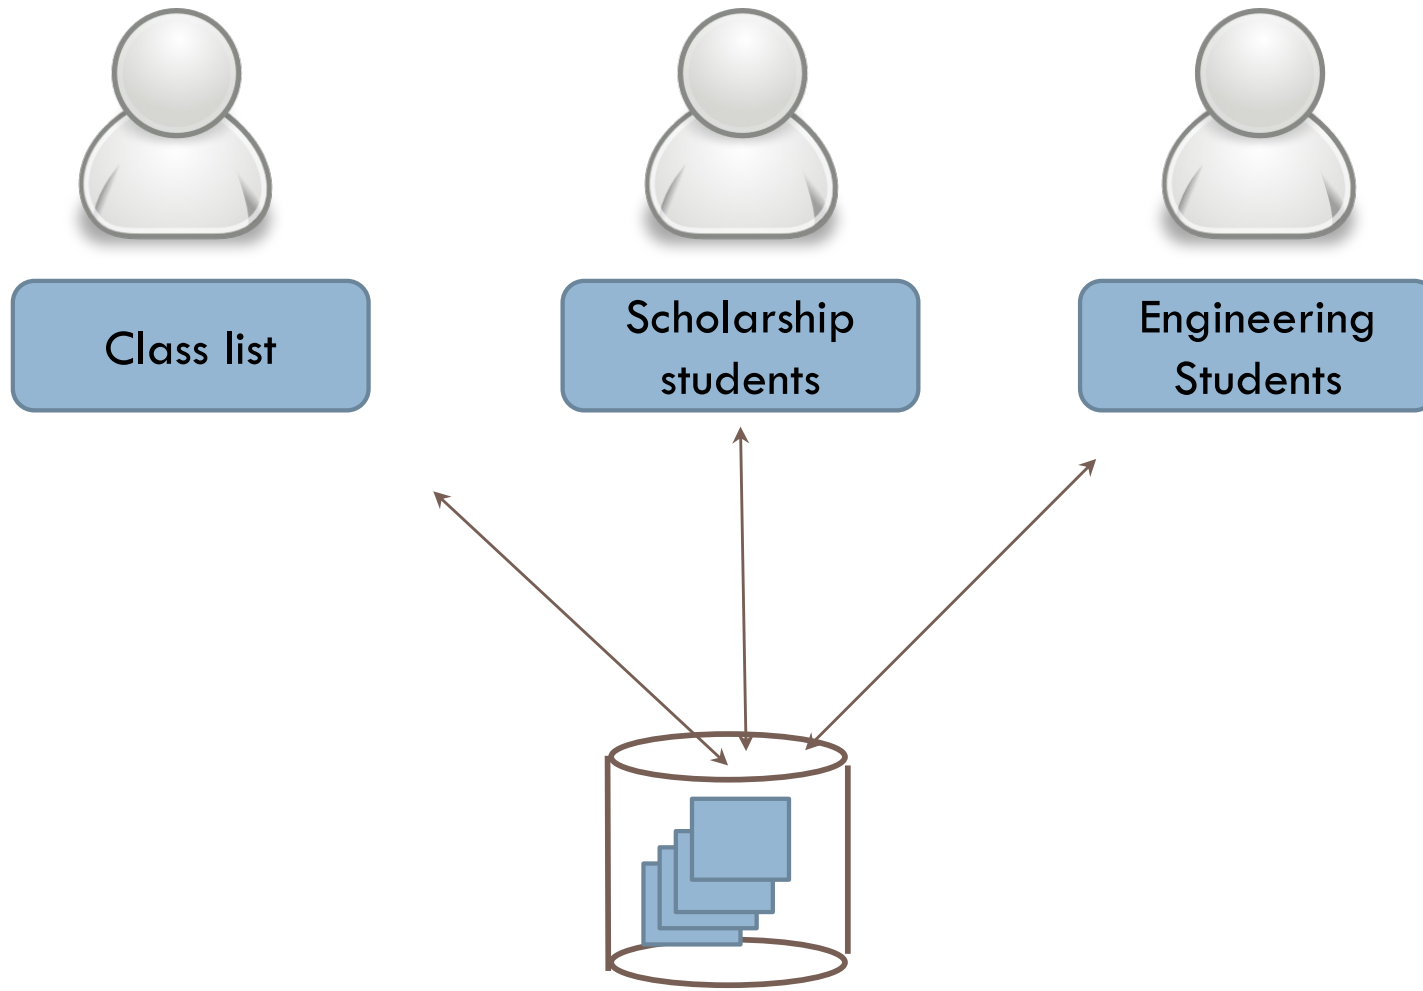 Class list
Scholarship
students
Engineering
Students